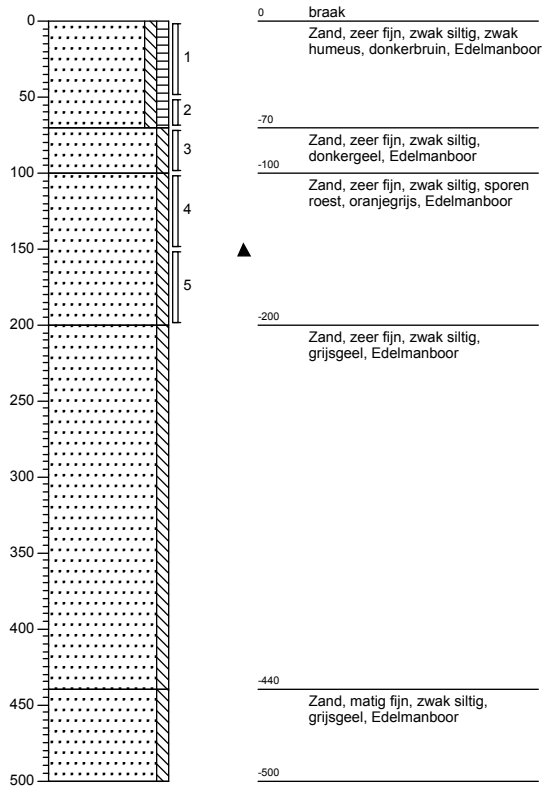 0
50
100
150
200
250
300
350
400
450
500
1
2
3
4
5
0 braak
Zand, zeer fijn, zwak siltig, zwak
humeus, donkerbruin, Edelmanboor
-70
Zand, zeer fijn, zwak siltig,
donkergeel, Edelmanboor
-100
Zand, zeer fijn, zwak siltig, sporen
roest, oranjegrijs, Edelmanboor
-200
Zand, zeer fijn, zwak siltig,
grijsgeel, Edelmanboor
-440
Zand, matig fijn, zwak siltig,
grijsgeel, Edelmanboor
-500